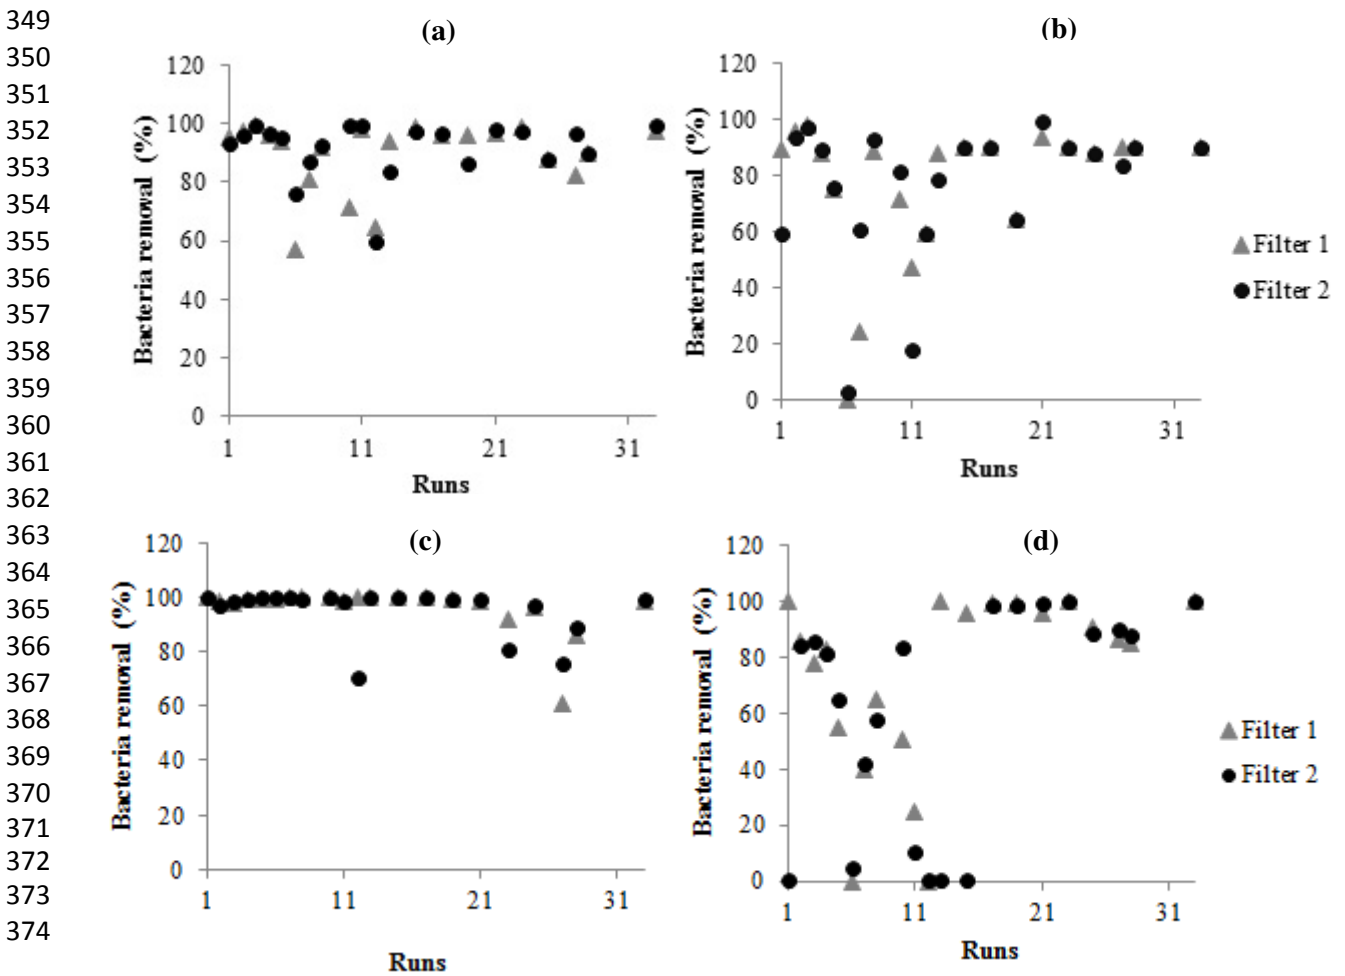 349
350
351
352
353
354
355
356
357
358
359
360
361
362
363
364
365
366
367
368
369
370
371
372
373
374
(a)
120
100
80
60
40
20
0
Bacteria removal (%)
1 11 21 31
Runs
(b)
120
100
80
60
40
20
0
Bacteria removal (%)
1 11 21 31
Runs
Filter 1
Filter 2
(c)
120
100
80
60
40
20
0
Bacteria removal (%)
1 11 21 31
Runs
(d)
120
100
80
60
40
20
0
Bacteria removal (%)
1 11 21 31
Runs
Filter 1
Filter 2